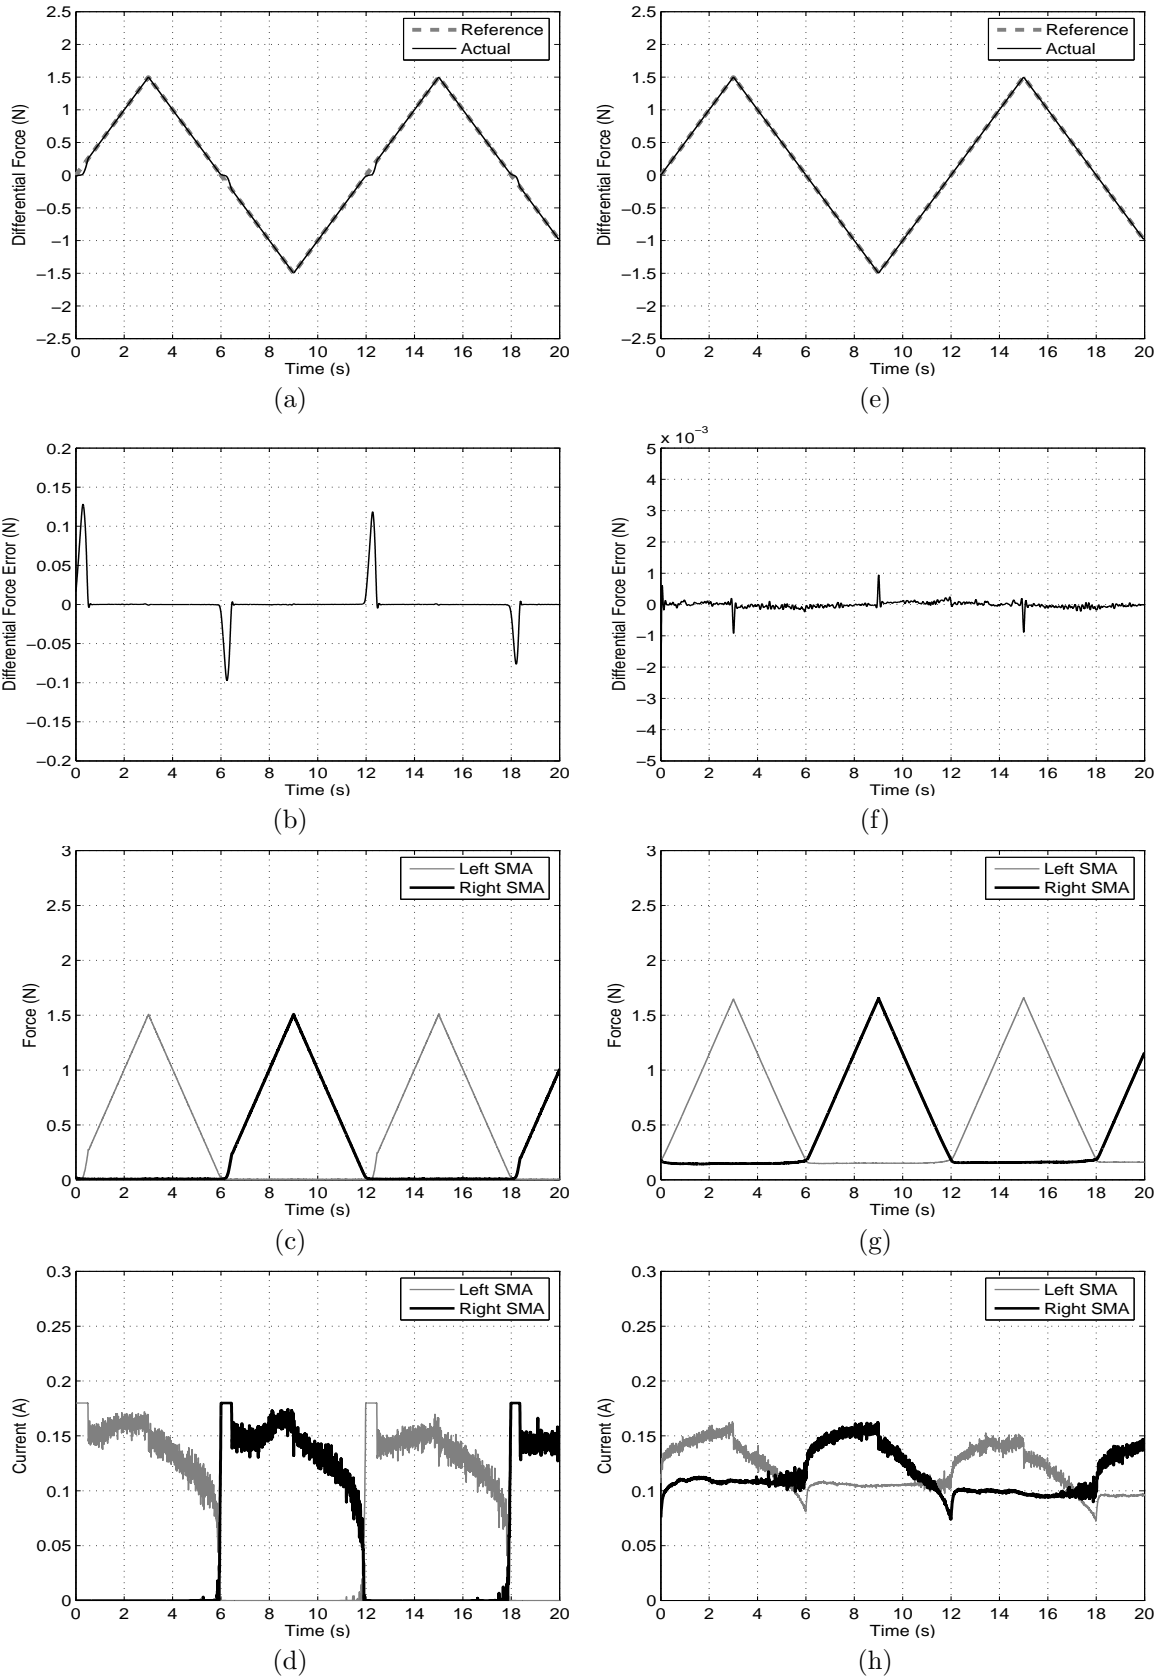 2.5
2
1.5
1
0.5
0
−0.5
−1
−1.5
−2
−2.5
Differential Force (N)
Reference
Actual
0 2 4 6 8 10 12 14 16 18 20
Time (s)
(a)
2.5
2
1.5
1
0.5
0
−0.5
−1
−1.5
−2
−2.5
Differential Force (N)
Reference
Actual
0 2 4 6 8 10 12 14 16 18 20
Time (s)
(e)
0.2
0.15
0.1
0.05
0
−0.05
−0.1
−0.15
−0.2
Differential Force Error (N)
0 2 4 6 8 10 12 14 16 18 20
Time (s)
(b)
x 10−3
5
4
3
2
1
0
−1
−2
−3
−4
−5
Differential Force Error (N)
0 2 4 6 8 10 12 14 16 18 20
Time (s)
(f)
3
2.5
2
1.5
1
0.5
0
Force (N)
Left SMA
Right SMA
0 2 4 6 8 10 12 14 16 18 20
Time (s)
(c)
3
2.5
2
1.5
1
0.5
0
Force (N)
Left SMA
Right SMA
0 2 4 6 8 10 12 14 16 18 20
Time (s)
(g)
0.3
0.25
0.2
0.15
0.1
0.05
0
Current (A)
Left SMA
Right SMA
0 2 4 6 8 10 12 14 16 18 20
Time (s)
(d)
0.3
0.25
0.2
0.15
0.1
0.05
0
Current (A)
Left SMA
Right SMA
0 2 4 6 8 10 12 14 16 18 20
Time (s)
(h)